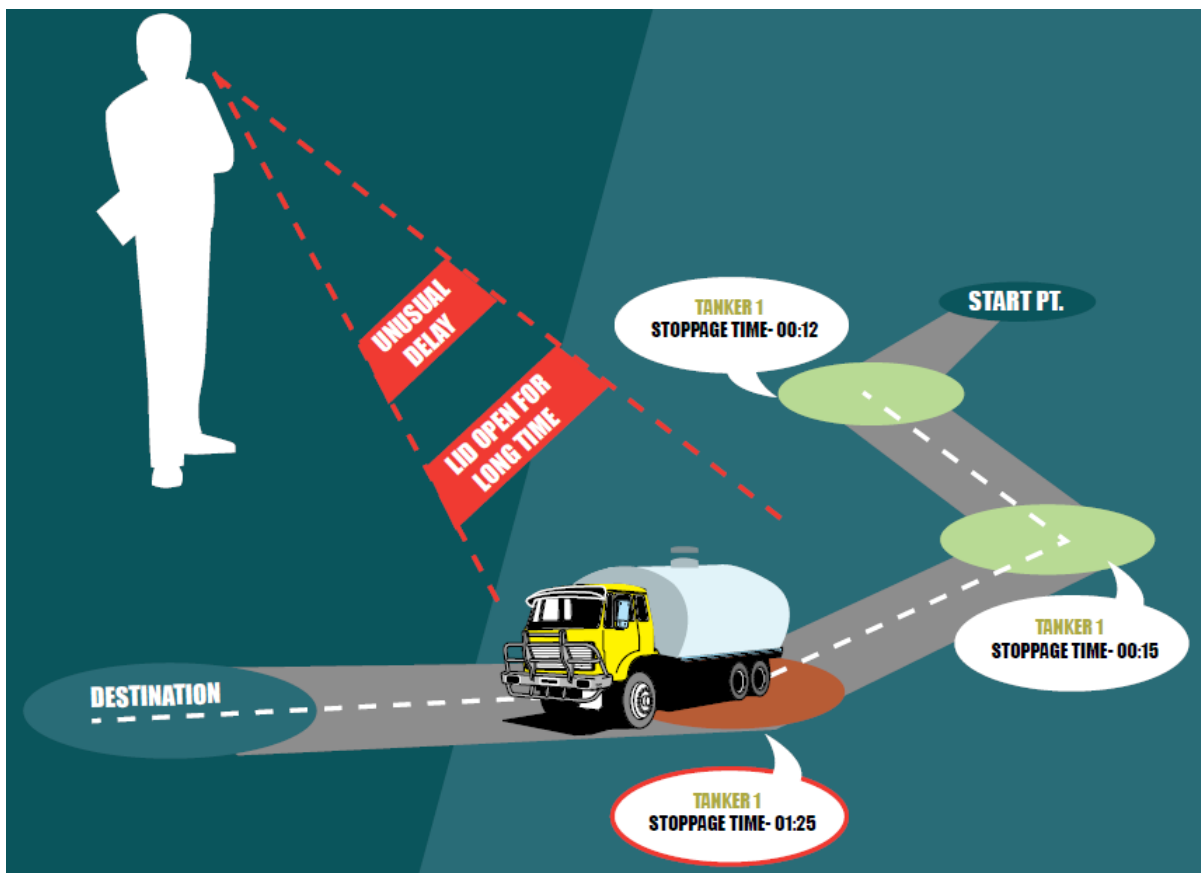 UNUSUAL
DELAY
LID OPEN FOR
LONG TIME
START PT.
TANKER 1
STOPPAGE TIME- 00:12
TANKER 1
STOPPAGE TIME- 00:15
DESTINATION
TANKER 1
STOPPAGE TIME- 01:25